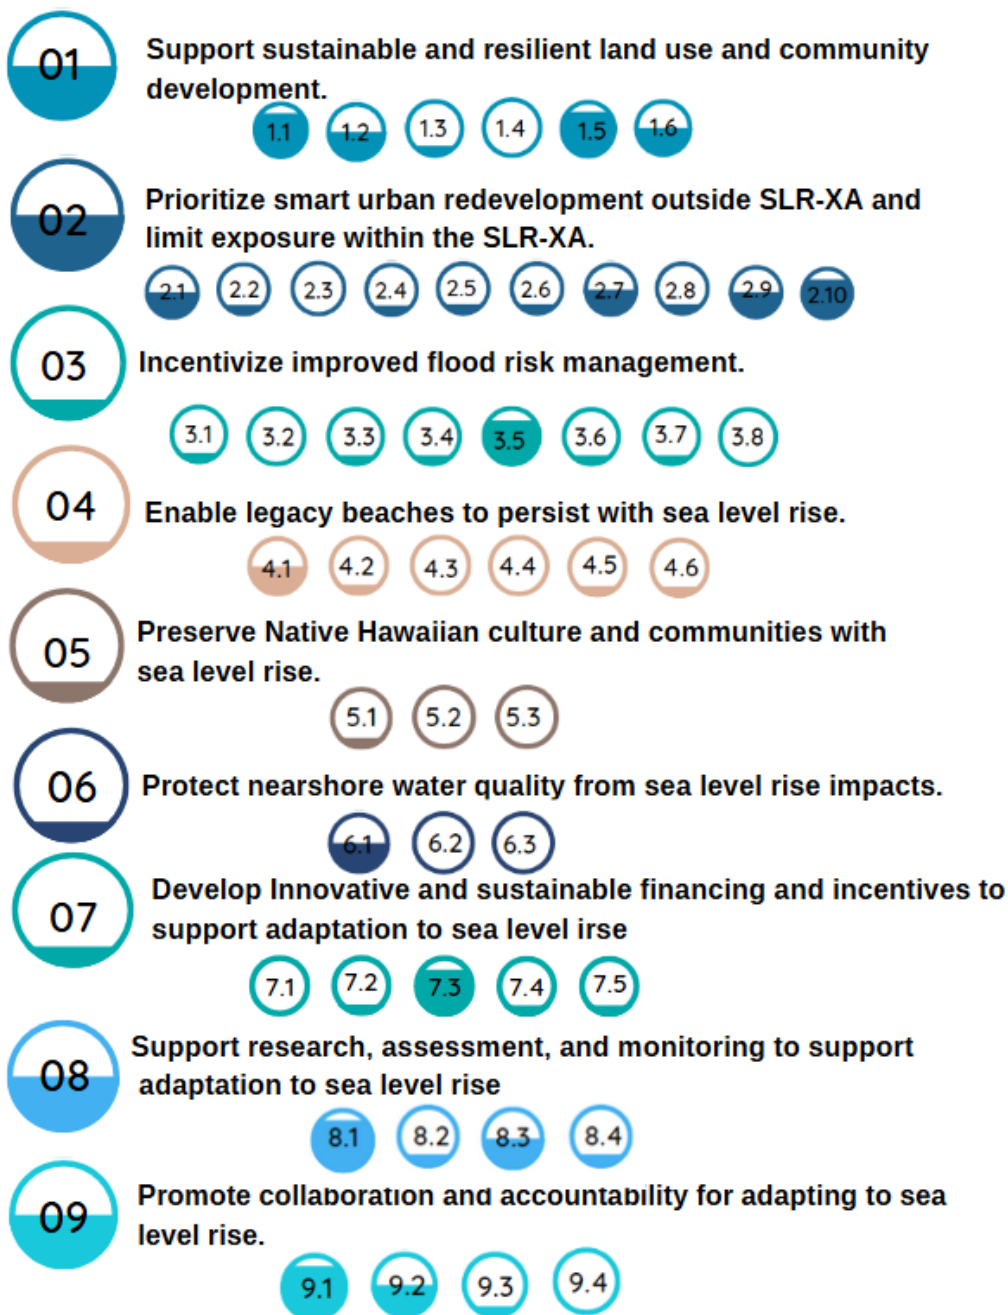 01
Support sustainable and resilient land use and community
development.
1.1 1.2 1.3 1.4 1.5 1.6
02
Prioritize smart urban redevelopment outside SLR-XA and
limit exposure within the SLR-XA.
2.1 2.2 2.3 2.4 2.5 2.6 2.7 2.8 2.9 2.10
03
Incentivize improved flood risk management.
3.1 3.2 3.3 3.4 3.5 3.6 3.7 3.8
04
Enable legacy beaches to persist with sea level rise.
4.1 4.2 4.3 4.4 4.5 4.6
05
Preserve Native Hawaiian culture and communities with
sea level rise.
5.1 5.2 5.3
06
Protect nearshore water quality from sea level rise impacts.
6.1 6.2 6.3
07
Develop Innovative and sustainable financing and incentives to
support adaptation to sea level irse
7.1 7.2 7.3 7.4 7.5
08
Support research, assessment, and monitoring to support
adaptation to sea level rise
8.1 8.2 8.3 8.4
09
Promote collaboration and accountability for adapting to sea
level rise.
9.1 9.2 9.3 9.4